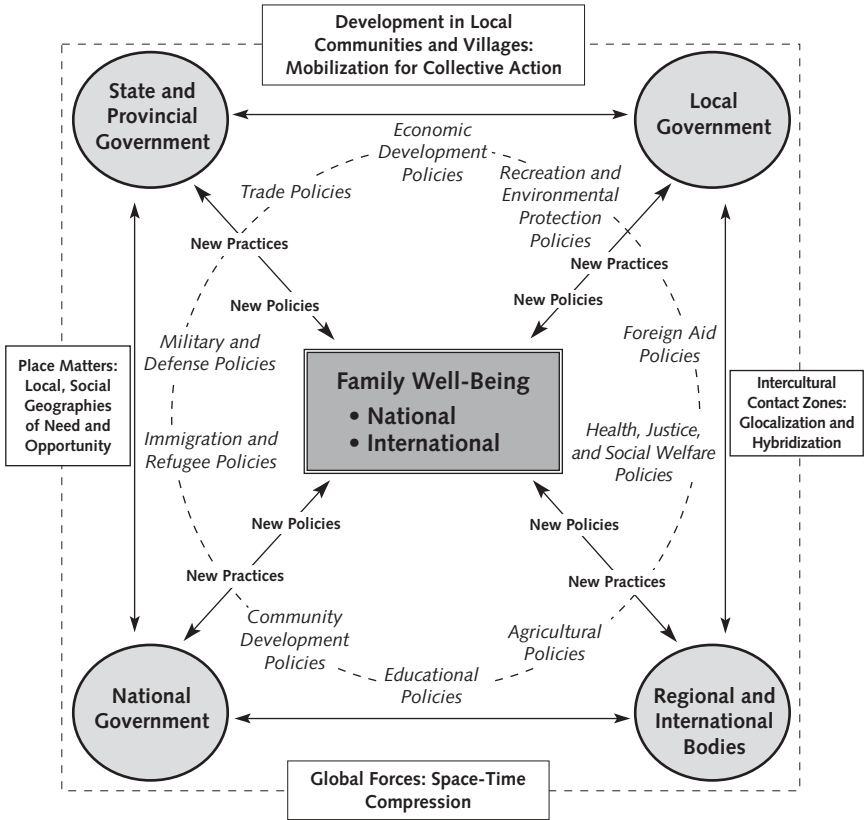 Development in Local
Communities and Villages:
Mobilization for Collective Action
State and
Provincial
Government
Local
Government
Economic
Development
Policies
Trade Policies
Recreation and
Environmental
Protection
Policies
New Practices
New Policies
New Practices
New Policies
Military and
Defense Policies
Foreign Aid
Policies
Place Matters:
Local, Social
Geographies
of Need and
Opportunity
Family Well-Being
• National
• International
Intercultural
Contact Zones:
Glocalization and
Hybridization
Immigration and
Refugee Policies
Health, Justice,
and Social Welfare
Policies
New Policies
New Practices
New Policies
New Practices
Community
Development
Policies
Agricultural
Policies
Educational
Policies
National
Government
Regional and
International
Bodies
Global Forces: Space-Time
Compression